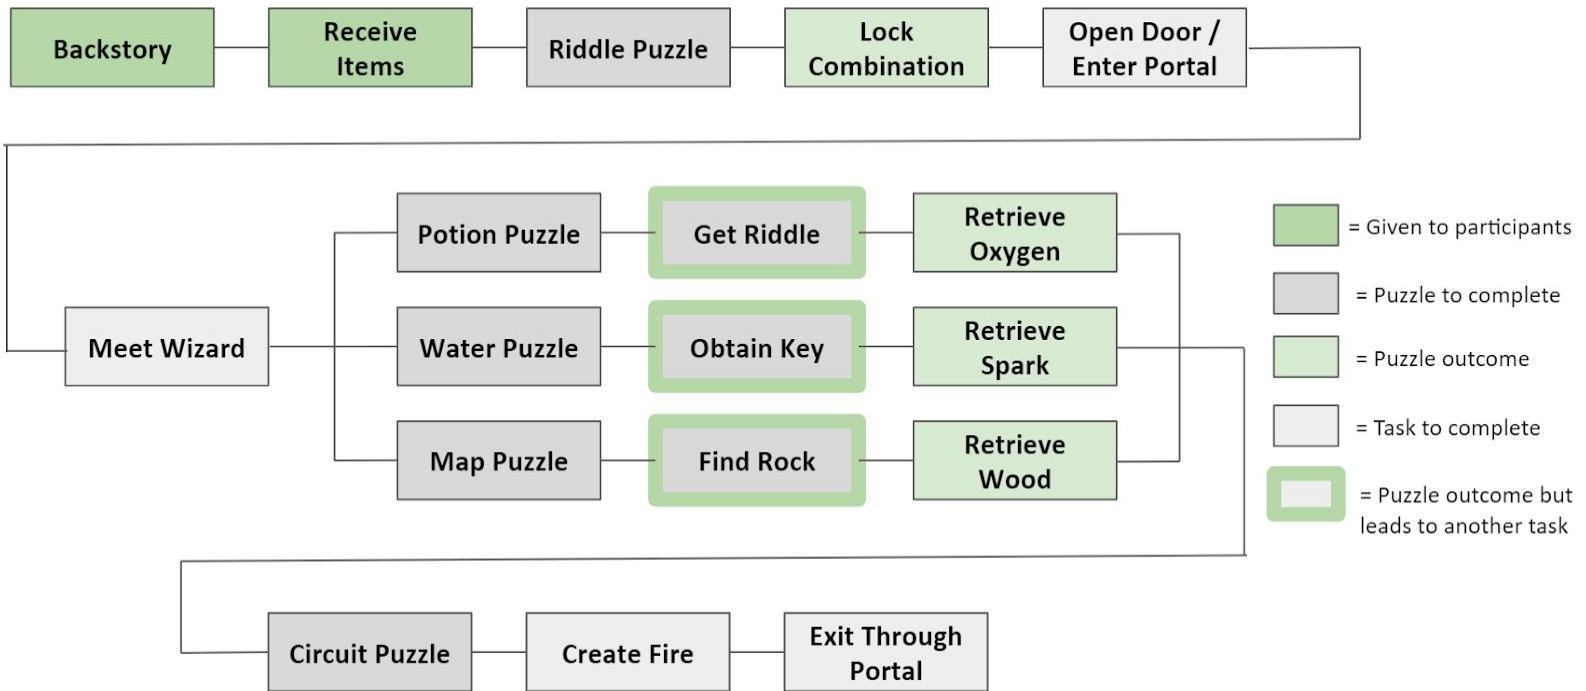 Backstory
Receive
Items
Riddle Puzzle
Lock
Combination
Open Door /
Enter Portal
Meet Wizard
Potion Puzzle
Get Riddle
Retrieve
Oxygen
Water Puzzle
Obtain Key
Retrieve
Spark
Map Puzzle
Find Rock
Retrieve
Wood
= Given to participants
= Puzzle to complete
= Puzzle outcome
= Task to complete
= Puzzle outcome but
leads to another task
Circuit Puzzle
Create Fire
Exit Through
Portal